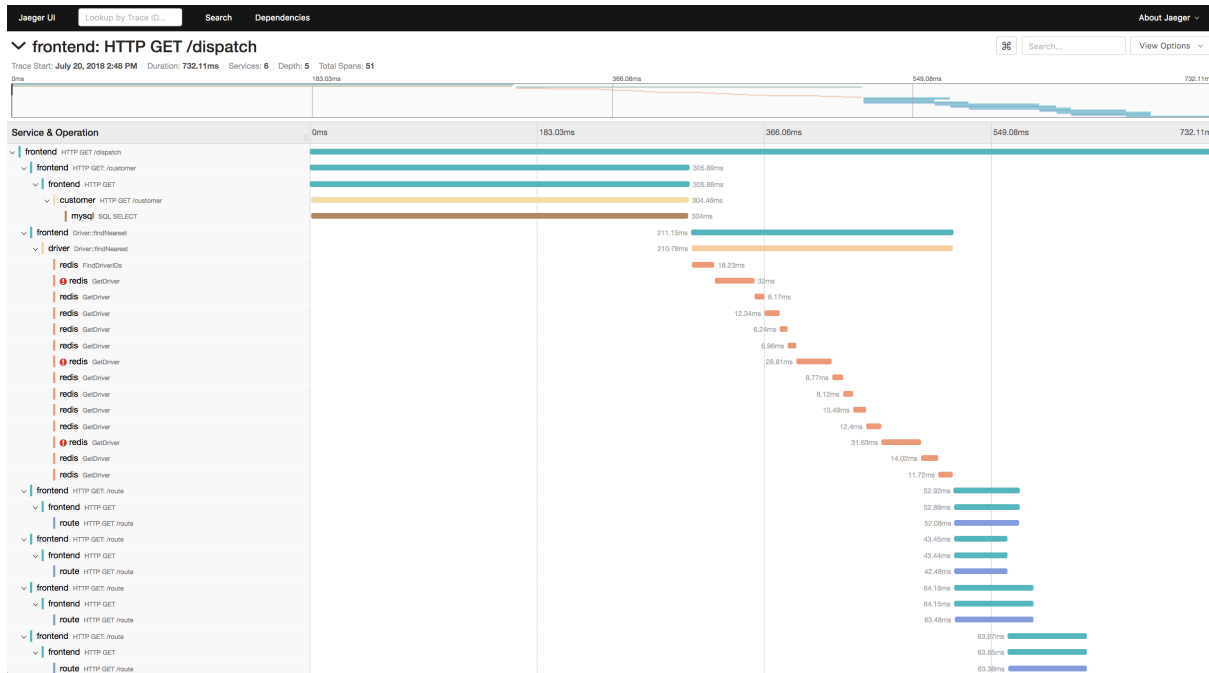 Jaeger UI Lookup by Trace ID... Search Dependencies About Jaeger
frontend: HTTP GET /dispatch ⌘ Search... View Options
Trace Start: July 20, 2018 2:48 PM Duration: 732.11ms Services: 6 Depth: 5 Total Spans: 51
0ms 183.03ms 366.06ms 549.08ms 732.11m
Service & Operation 0ms 183.03ms 366.06ms 549.08ms 732.11m
frontend HTTP GET /dispatch
frontend HTTP GET: /customer 305.89ms
frontend HTTP GET 305.88ms
customer HTTP GET /customer 304.46ms
mysql SQL SELECT 304ms
frontend Driver::findNearest 211.15ms
driver Driver::findNearest 210.78ms
redis FindDriverIDs 18.23ms
redis GetDriver 32ms
redis GetDriver 8.17ms
redis GetDriver 12.34ms
redis GetDriver 6.24ms
redis GetDriver 6.96ms
redis GetDriver 28.81ms
redis GetDriver 8.77ms
redis GetDriver 8.12ms
redis GetDriver 10.49ms
redis GetDriver 12.4ms
redis GetDriver 31.63ms
redis GetDriver 14.02ms
redis GetDriver 11.72ms
frontend HTTP GET: /route 52.92ms
frontend HTTP GET 52.89ms
route HTTP GET /route 52.08ms
frontend HTTP GET: /route 43.45ms
frontend HTTP GET 43.44ms
route HTTP GET /route 42.48ms
frontend HTTP GET: /route 64.18ms
frontend HTTP GET 64.15ms
route HTTP GET /route 63.48ms
frontend HTTP GET: /route 63.67ms
frontend HTTP GET 63.65ms
route HTTP GET /route 63.36ms